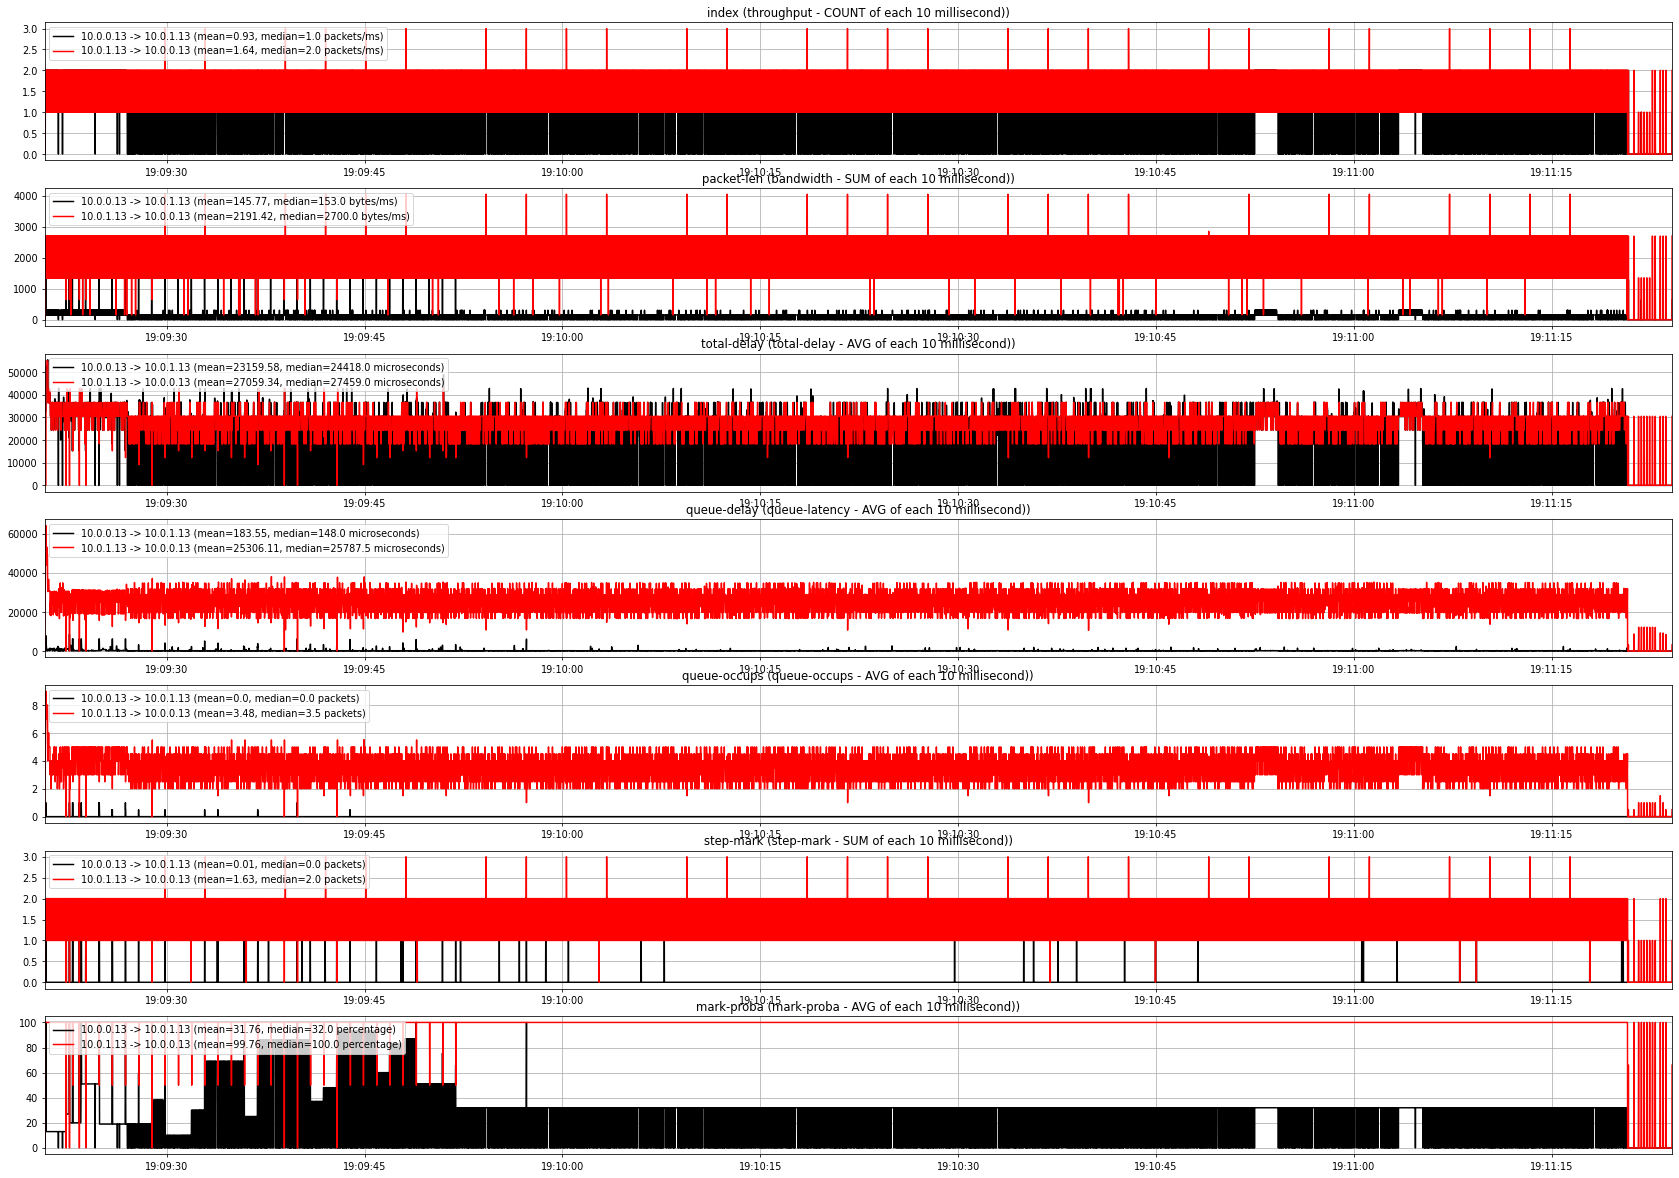 index (throughput - COUNT of each 10 millisecond))
3.0
2.5
2.0
1.5
1.0
0.5
0.0
10.0.0.13 -> 10.0.1.13 (mean=0.93, median=1.0 packets/ms)
10.0.1.13 -> 10.0.0.13 (mean=1.64, median=2.0 packets/ms)
19:09:30 19:09:45 19:10:00 19:10:15 19:10:30 19:10:45 19:11:00 19:11:15
packet-len (bandwidth - SUM of each 10 millisecond))
4000
3000
2000
1000
0
10.0.0.13 -> 10.0.1.13 (mean=145.77, median=153.0 bytes/ms)
10.0.1.13 -> 10.0.0.13 (mean=2191.42, median=2700.0 bytes/ms)
19:09:30 19:09:45 19:10:00 19:10:15 19:10:30 19:10:45 19:11:00 19:11:15
total-delay (total-delay - AVG of each 10 millisecond))
50000
40000
30000
20000
10000
0
10.0.0.13 -> 10.0.1.13 (mean=23159.58, median=24418.0 microseconds)
10.0.1.13 -> 10.0.0.13 (mean=27059.34, median=27459.0 microseconds)
19:09:30 19:09:45 19:10:00 19:10:15 19:10:30 19:10:45 19:11:00 19:11:15
queue-delay (queue-latency - AVG of each 10 millisecond))
60000
40000
20000
0
10.0.0.13 -> 10.0.1.13 (mean=183.55, median=148.0 microseconds)
10.0.1.13 -> 10.0.0.13 (mean=25306.11, median=25787.5 microseconds)
19:09:30 19:09:45 19:10:00 19:10:15 19:10:30 19:10:45 19:11:00 19:11:15
queue-occups (queue-occups - AVG of each 10 millisecond))
8
6
4
2
0
10.0.0.13 -> 10.0.1.13 (mean=0.0, median=0.0 packets)
10.0.1.13 -> 10.0.0.13 (mean=3.48, median=3.5 packets)
19:09:30 19:09:45 19:10:00 19:10:15 19:10:30 19:10:45 19:11:00 19:11:15
step-mark (step-mark - SUM of each 10 millisecond))
3.0
2.5
2.0
1.5
1.0
0.5
0.0
10.0.0.13 -> 10.0.1.13 (mean=0.01, median=0.0 packets)
10.0.1.13 -> 10.0.0.13 (mean=1.63, median=2.0 packets)
19:09:30 19:09:45 19:10:00 19:10:15 19:10:30 19:10:45 19:11:00 19:11:15
mark-proba (mark-proba - AVG of each 10 millisecond))
100
80
60
40
20
0
10.0.0.13 -> 10.0.1.13 (mean=31.76, median=32.0 percentage)
10.0.1.13 -> 10.0.0.13 (mean=99.76, median=100.0 percentage)
19:09:30 19:09:45 19:10:00 19:10:15 19:10:30 19:10:45 19:11:00 19:11:15